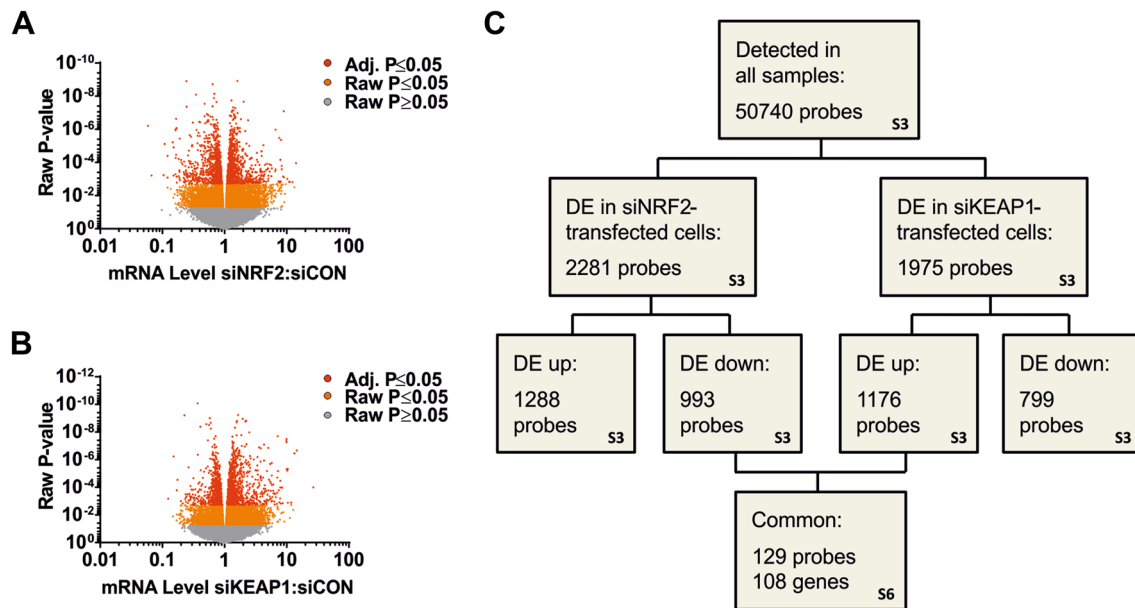 A
10-10
10-8
10-6
10-4
10-2
100
Raw P-value
0.01
0.1
1
10
100
mRNA Level siNRF2:siCON
Adj. P≤0.05
Raw P≤0.05
Raw P≥0.05
B
10-12
10-10
10-8
10-6
10-4
10-2
100
Raw P-value
0.01
0.1
1
10
100
mRNA Level siKEAP1:siCON
Adj. P≤0.05
Raw P≤0.05
Raw P≥0.05
C
Detected in
all samples:
50740 probes
S3
DE in siNRF2-
transfected cells:
2281 probes
S3
DE in siKEAP1-
transfected cells:
1975 probes
S3
DE up:
1288
probes
S3
DE down:
993
probes
S3
DE up:
1176
probes
S3
DE down:
799
probes
S3
Common:
129 probes
108 genes
S6